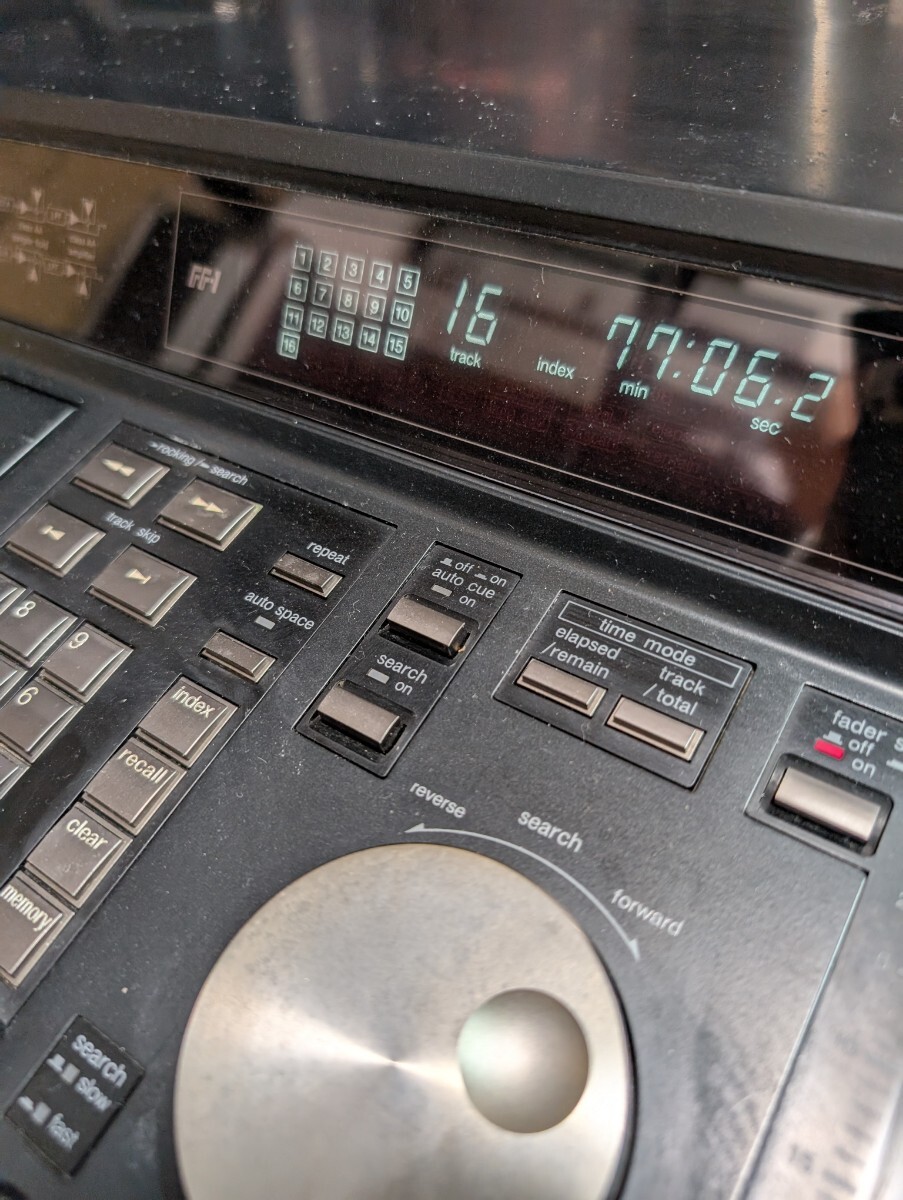 1 2 3 4 5
6 7 8 9 10
11 12 13 14 15
16
16
track
index
77:06.2
min
sec
rocking / search
track skip
repeat
auto space
8
9
6
index
recall
clear
memory
off on
auto cue
on
search
on
time mode
elapsed
/remain
track
/total
fader s
off
on
reverse
search
forward
search
slow
fast
15